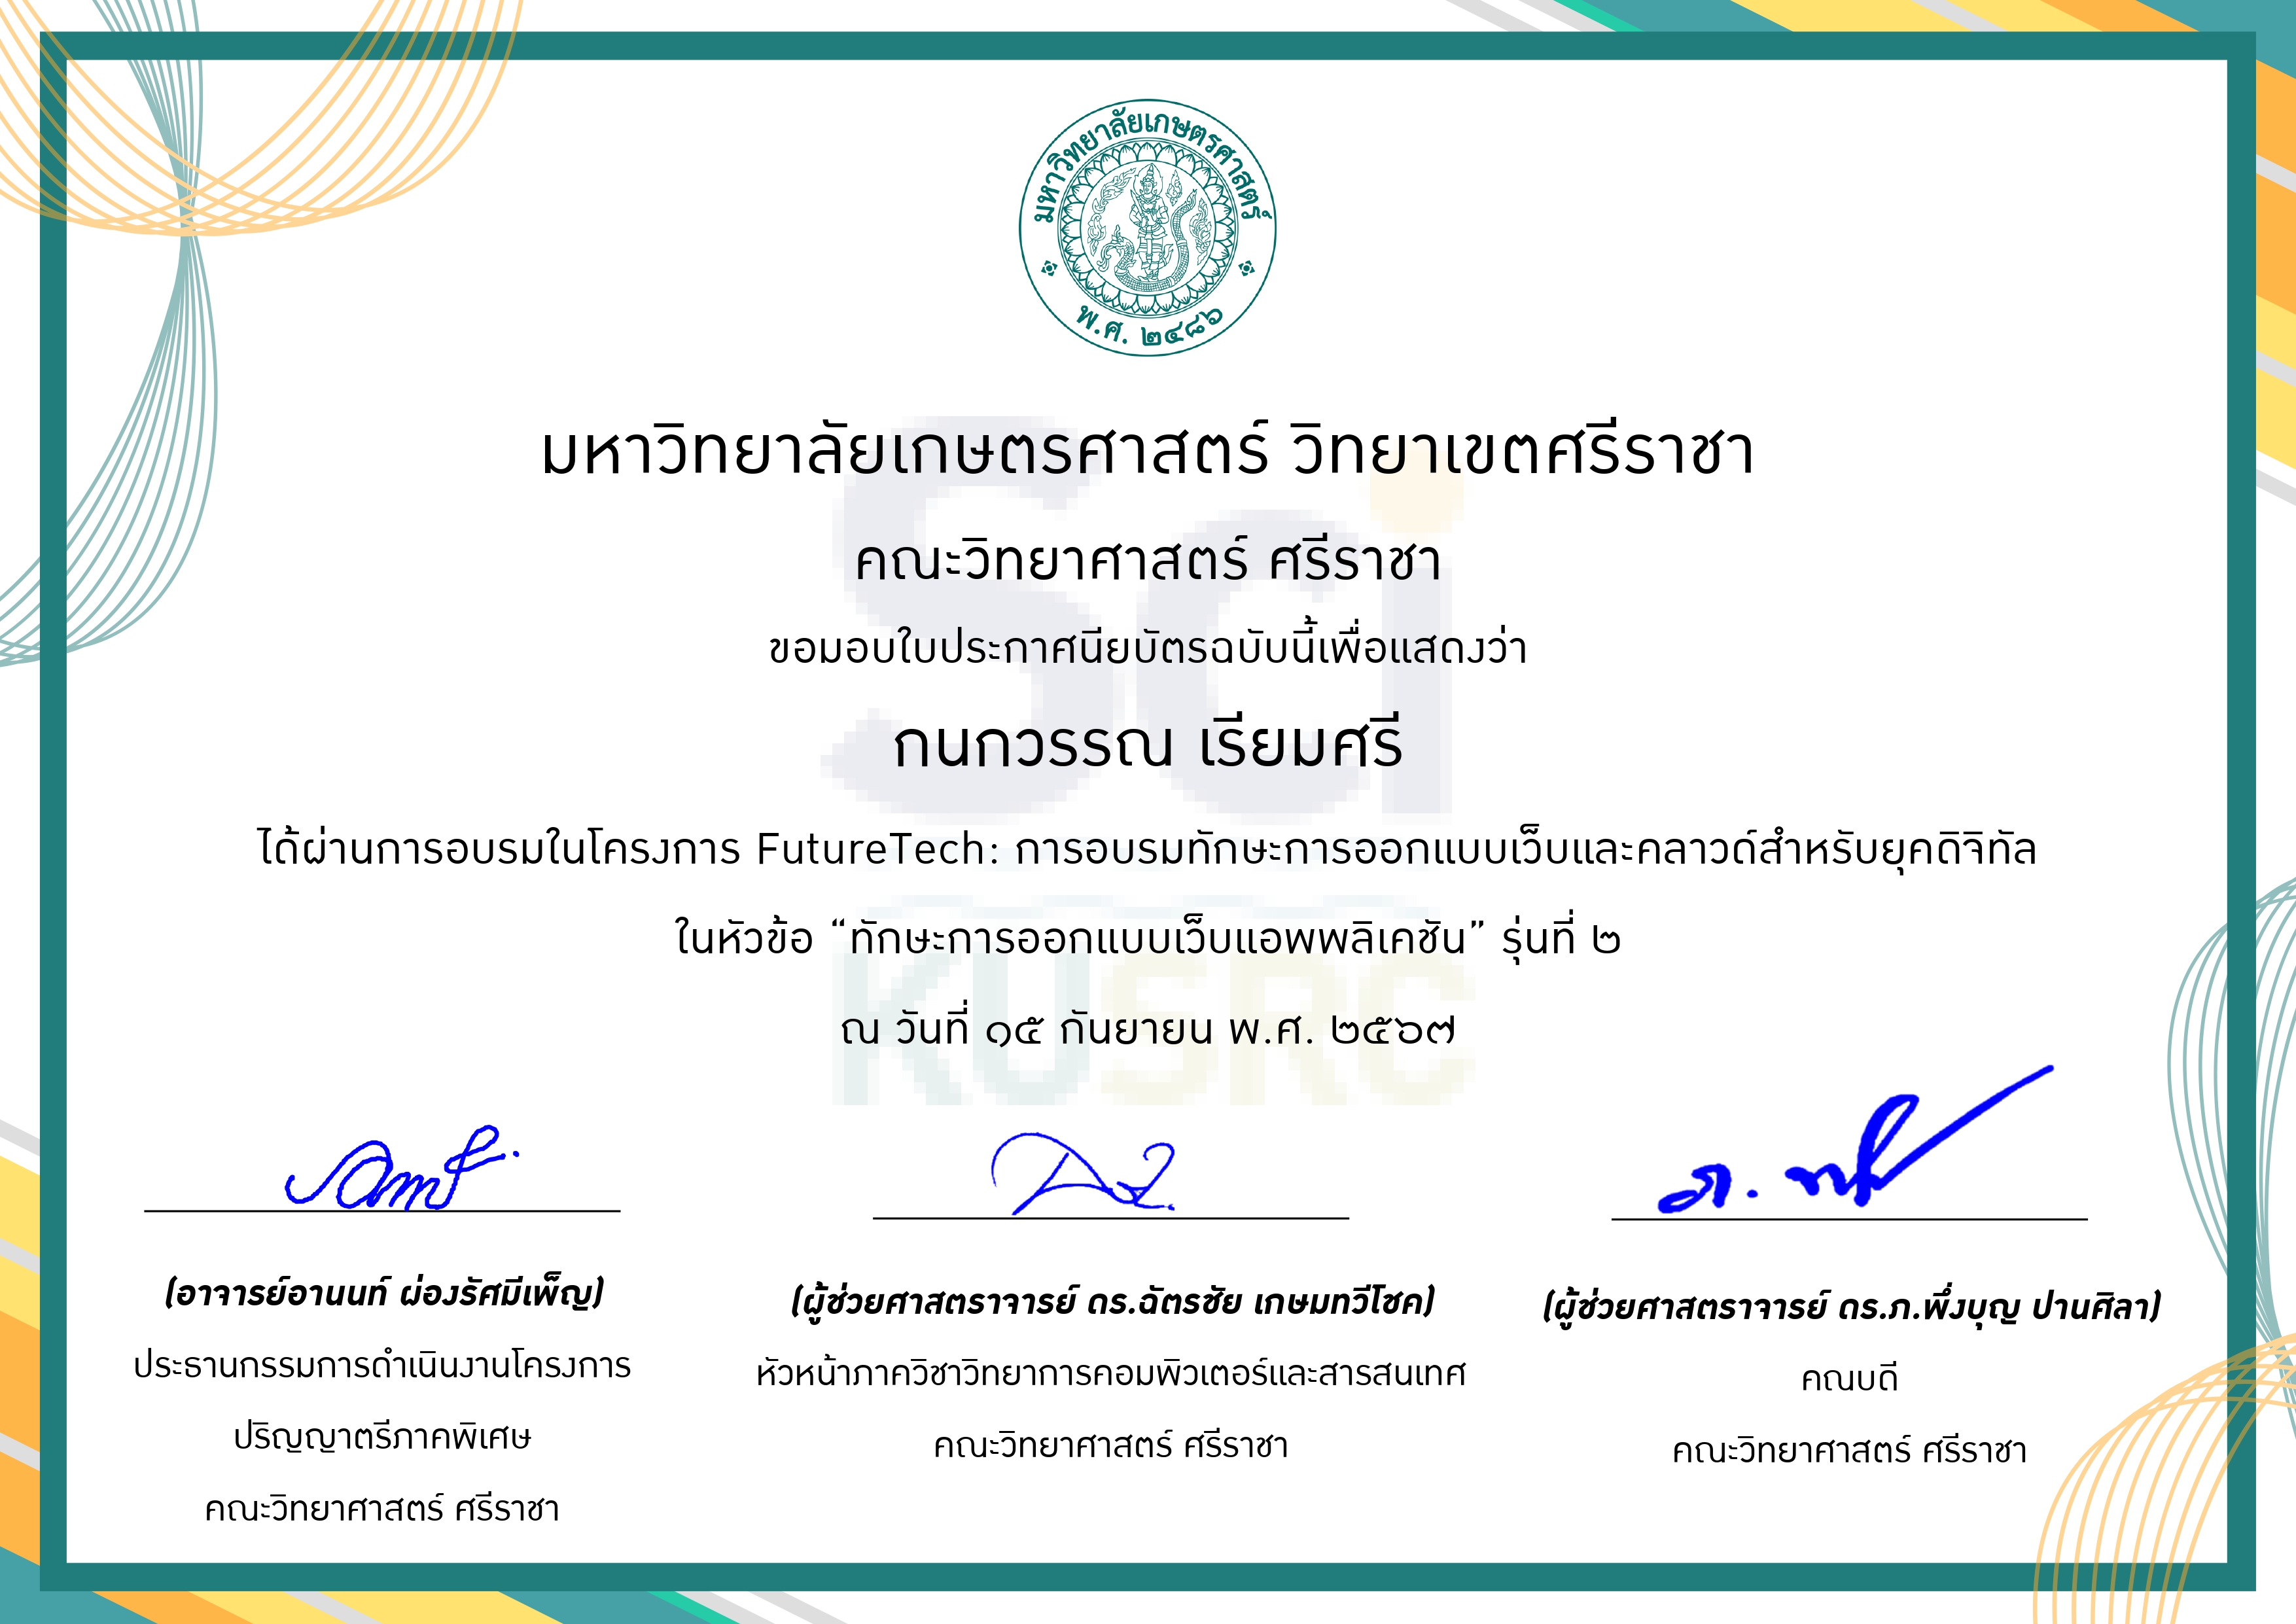 มหาวิทยาลัยเกษตรศาสตร์
พ.ศ. ๒๔๘๖
มหาวิทยาลัยเกษตรศาสตร์ วิทยาเขตศรีราชา
คณะวิทยาศาสตร์ ศรีราชา
ขอมอบใบประกาศนียบัตรฉบับนี้เพื่อแสดงว่า
กนกวรรณ เรียมศรี
ได้ผ่านการอบรมในโครงการ FutureTech: การอบรมทักษะการออกแบบเว็บและคลาวด์สำหรับยุคดิจิทัล
ในหัวข้อ “ทักษะการออกแบบเว็บแอพพลิเคชัน” รุ่นที่ ๒
ณ วันที่ ๑๕ กันยายน พ.ศ. ๒๕๖๗
Sci
KUSRC
(อาจารย์อานนท์ ผ่องรัศมีเพ็ญ)
ประธานกรรมการดำเนินงานโครงการ
ปริญญาตรีภาคพิเศษ
คณะวิทยาศาสตร์ ศรีราชา
(ผู้ช่วยศาสตราจารย์ ดร.ฉัตรชัย เกษมทวีโชค)
หัวหน้าภาควิชาวิทยาการคอมพิวเตอร์และสารสนเทศ
คณะวิทยาศาสตร์ ศรีราชา
(ผู้ช่วยศาสตราจารย์ ดร.ภ.พึ่งบุญ ปานศิลา)
คณบดี
คณะวิทยาศาสตร์ ศรีราชา